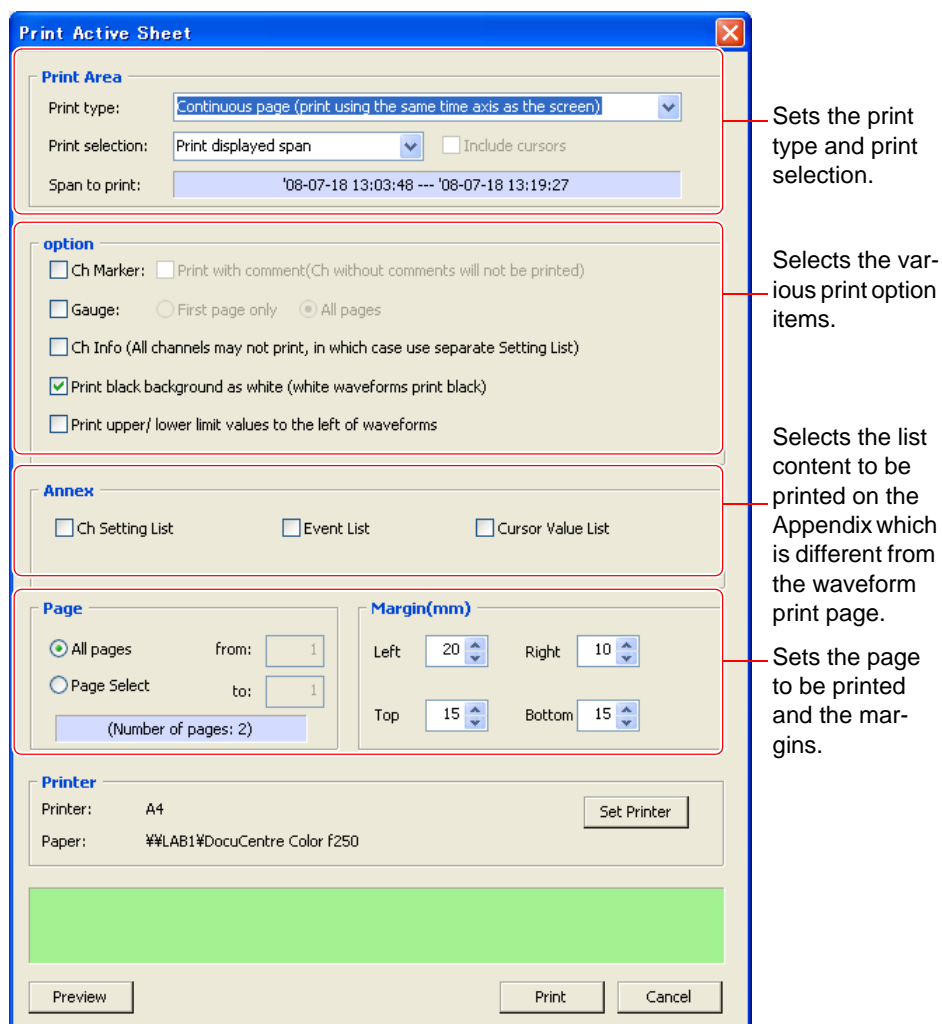 Print Active Sheet
Print Area
Print type: Continuous page (print using the same time axis as the screen)
Print selection: Print displayed span Include cursors
Span to print: '08-07-18 13:03:48 --- '08-07-18 13:19:27
Sets the print
type and print
selection.
option
Ch Marker: Print with comment(Ch without comments will not be printed)
Gauge: First page only All pages
Ch Info (All channels may not print, in which case use separate Setting List)
Print black background as white (white waveforms print black)
Print upper/ lower limit values to the left of waveforms
Selects the var-
ious print option
items.
Annex
Ch Setting List Event List Cursor Value List
Selects the list
content to be
printed on the
Appendix which
is different from
the waveform
print page.
Page
All pages from: 1
Page Select to: 1
(Number of pages: 2)
Margin(mm)
Left 20 Right 10
Top 15 Bottom 15
Sets the page
to be printed
and the mar-
gins.
Printer
Printer: A4
Set Printer
Paper: ¥¥LAB1¥DocuCentre Color f250
Preview Print Cancel